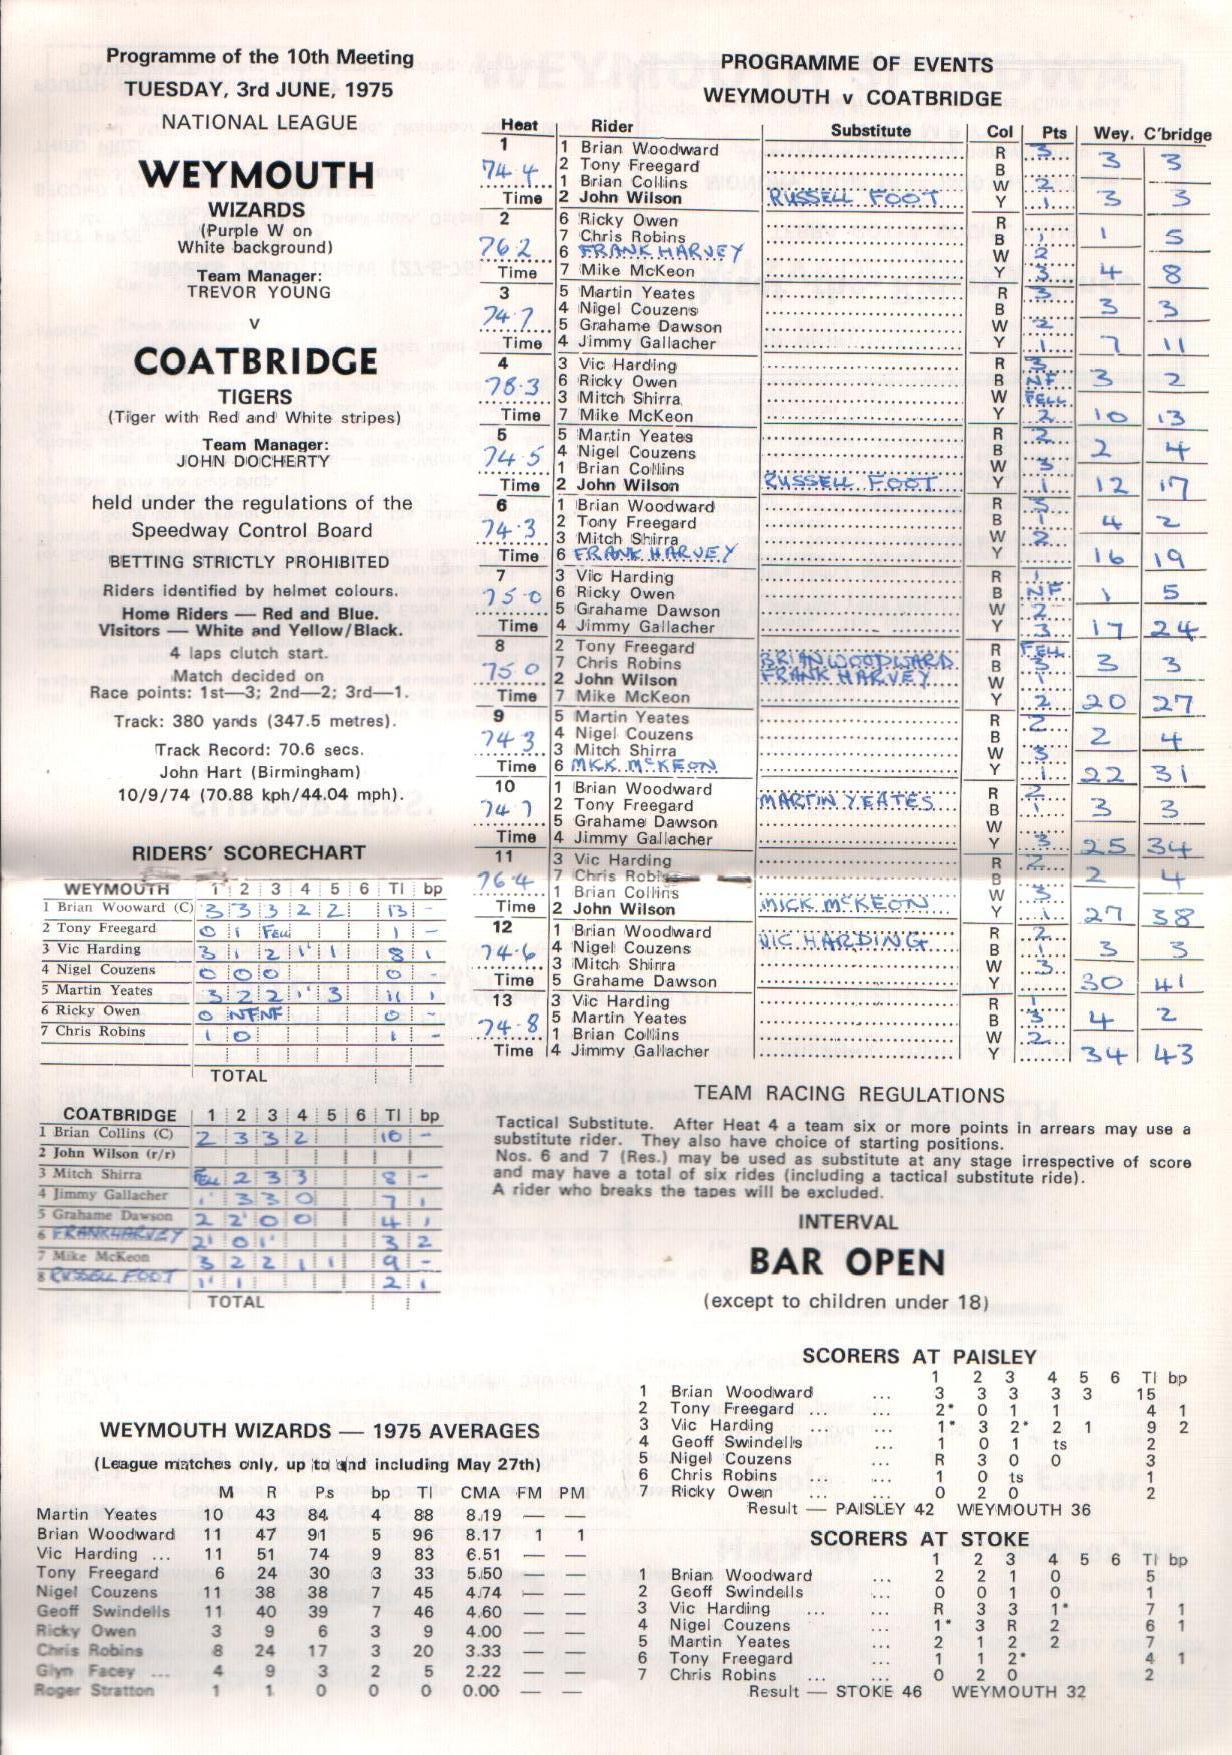 Programme of the 10th Meeting
TUESDAY, 3rd JUNE, 1975
NATIONAL LEAGUE
WEYMOUTH
WIZARDS
(Purple W on
White background)
Team Manager:
TREVOR YOUNG
v
COATBRIDGE
TIGERS
(Tiger with Red and White stripes)
Team Manager:
JOHN DOCHERTY
held under the regulations of the
Speedway Control Board
BETTING STRICTLY PROHIBITED
Riders identified by helmet colours.
Home Riders — Red and Blue.
Visitors — White and Yellow/Black.
4 laps clutch start.
Match decided on
Race points: 1st—3; 2nd—2; 3rd—1.
Track: 380 yards (347.5 metres).
Track Record: 70.6 secs.
John Hart (Birmingham)
10/9/74 (70.88 kph/44.04 mph).
RIDERS' SCORECHART
WEYMOUTH 1 2 3 4 5 6 Tl bp
1 Brian Wooward (C) 3 3 3 2 2 13 -
2 Tony Freegard 0 1 Fell 1 -
3 Vic Harding 3 1 2 1' 1 8 1
4 Nigel Couzens 0 0 0 0 -
5 Martin Yeates 3 2 2 1' 3 11 1
6 Ricky Owen 0 NF NF 0 -
7 Chris Robins 1 0 1 -
TOTAL
COATBRIDGE 1 2 3 4 5 6 Tl bp
1 Brian Collins (C) 2 3 3 2 10 -
2 John Wilson (r/r)
3 Mitch Shirra Fell 2 3 3 8 -
4 Jimmy Gallacher 1' 3 3 0 7 1
5 Grahame Dawson 2 2' 0 0 4 1
6 FRANK HARVEY 2' 0 1' 3 2
7 Mike McKeon 3 2 2 1 1 9 -
8 RUSSELL FOOT 1' 1 2 1
TOTAL
WEYMOUTH WIZARDS — 1975 AVERAGES
(League matches only, up to and including May 27th)
M R Ps bp Tl CMA FM PM
Martin Yeates 10 43 84 4 88 8.19 — —
Brian Woodward 11 47 91 5 96 8.17 1 1
Vic Harding ... 11 51 74 9 83 6.51 — —
Tony Freegard 6 24 30 3 33 5.50 — —
Nigel Couzens 11 38 38 7 45 4.74 — —
Geoff Swindells 11 40 39 7 46 4.60 — —
Ricky Owen 3 9 6 3 9 4.00 — —
Chris Robins 8 24 17 3 20 3.33 — —
Glyn Facey ... 4 9 3 2 5 2.22 — —
Roger Stratton 1 1 0 0 0 0.00 — —
PROGRAMME OF EVENTS
WEYMOUTH v COATBRIDGE
Heat Rider Substitute Col Pts Wey. C'bridge
1 1 Brian Woodward R 3
74.4 2 Tony Freegard B 3 3
1 Brian Collins W 2
Time 2 John Wilson RUSSELL FOOT Y 1 3 3
2 6 Ricky Owen R
7 Chris Robins B 1 1 5
76.2 6 FRANK HARVEY W 2
Time 7 Mike McKeon Y 3 4 8
3 5 Martin Yeates R 3
74.7 4 Nigel Couzens B 3 3
5 Grahame Dawson W 2
Time 4 Jimmy Gallacher Y 1 7 11
4 3 Vic Harding R 3
78.3 6 Ricky Owen B NF 3 2
3 Mitch Shirra W FELL
Time 7 Mike McKeon Y 2 10 13
5 5 Martin Yeates R 2
74.5 4 Nigel Couzens B 2 4
1 Brian Collins W 3
Time 2 John Wilson RUSSELL FOOT Y 1 12 17
6 1 Brian Woodward R 3
74.3 2 Tony Freegard B 1 4 2
3 Mitch Shirra W 2
Time 6 FRANK HARVEY Y 16 19
7 3 Vic Harding R 1
75.0 6 Ricky Owen B NF 1 5
5 Grahame Dawson W 2
Time 4 Jimmy Gallacher Y 3 17 24
8 2 Tony Freegard R FELL
75.0 7 Chris Robins BRIAN WOODWARD B 3 3 3
2 John Wilson FRANK HARVEY W 1
Time 7 Mike McKeon Y 2 20 27
9 5 Martin Yeates R 2
74.3 4 Nigel Couzens B 2 4
3 Mitch Shirra W 3
Time 6 MICK McKEON Y 1 22 31
10 1 Brian Woodward R 2
74.7 2 Tony Freegard MARTIN YEATES B 1 3 3
5 Grahame Dawson W
Time 4 Jimmy Gallacher Y 3 25 34
11 3 Vic Harding R 2
76.4 7 Chris Robins B 2 4
1 Brian Collins W 3
Time 2 John Wilson MICK McKEON Y 1 27 38
12 1 Brian Woodward R 2
74.6 4 Nigel Couzens VIC HARDING B 1 3 3
3 Mitch Shirra W 3
Time 5 Grahame Dawson Y 30 41
13 3 Vic Harding R 1
74.8 5 Martin Yeates B 3 4 2
1 Brian Collins W 2
Time 4 Jimmy Gallacher Y 34 43
TEAM RACING REGULATIONS
Tactical Substitute. After Heat 4 a team six or more points in arrears may use a
substitute rider. They also have choice of starting positions.
Nos. 6 and 7 (Res.) may be used as substitute at any stage irrespective of score
and may have a total of six rides (including a tactical substitute ride).
A rider who breaks the tapes will be excluded.
INTERVAL
BAR OPEN
(except to children under 18)
SCORERS AT PAISLEY
1 2 3 4 5 6 Tl bp
1 Brian Woodward ... 3 3 3 3 3 15
2 Tony Freegard ... ... 2* 0 1 1 4 1
3 Vic Harding ... ... 1* 3 2* 2 1 9 2
4 Geoff Swindells ... 1 0 1 ts 2
5 Nigel Couzens ... R 3 0 0 3
6 Chris Robins ... ... 1 0 ts 1
7 Ricky Owen ... ... 0 2 0 2
Result — PAISLEY 42 WEYMOUTH 36
SCORERS AT STOKE
1 2 3 4 5 6 Tl bp
1 Brian Woodward ... 2 2 1 0 5
2 Geoff Swindells ... 0 0 1 0 1
3 Vic Harding ... ... R 3 3 1* 7 1
4 Nigel Couzens ... 1* 3 R 2 6 1
5 Martin Yeates ... 2 1 2 2 7
6 Tony Freegard ... 1 1 2* 4 1
7 Chris Robins ... ... 0 2 0 2
Result — STOKE 46 WEYMOUTH 32